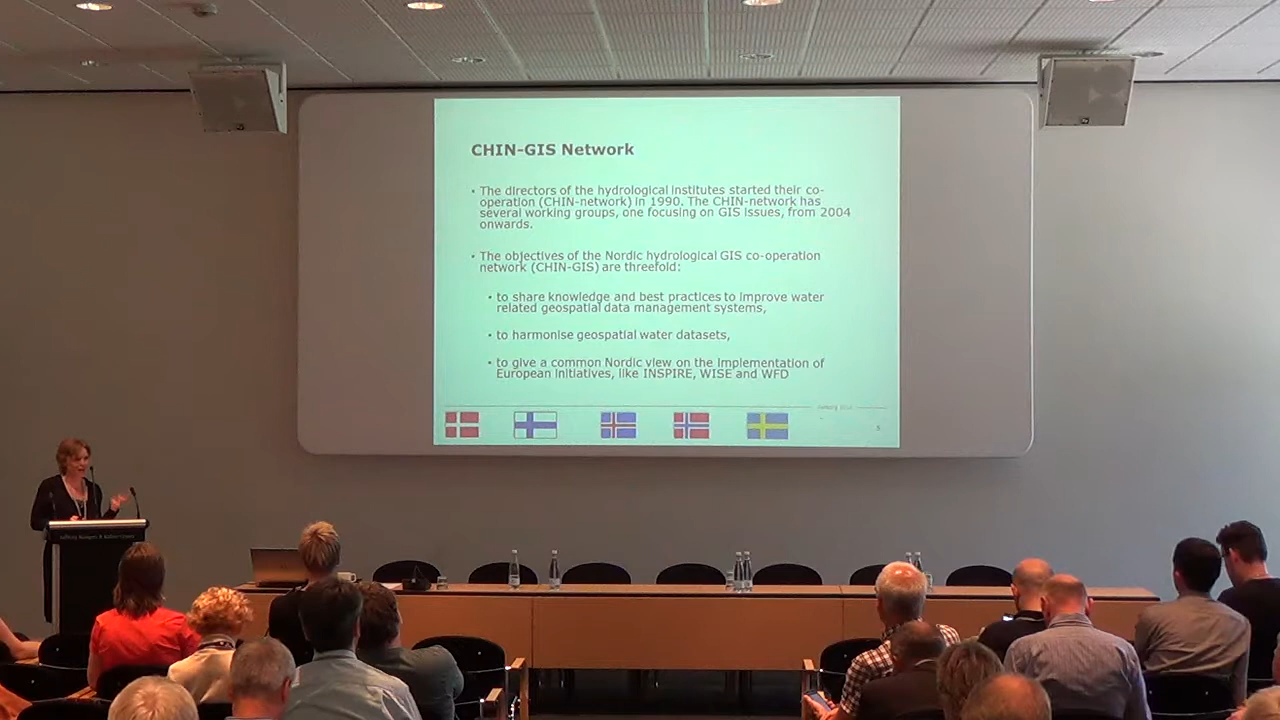 CHIN-GIS Network
• The directors of the hydrological institutes started their co-
operation (CHIN-network) in 1990. The CHIN-network has
several working groups, one focusing on GIS issues, from 2004
onwards.
• The objectives of the Nordic hydrological GIS co-operation
network (CHIN-GIS) are threefold:
• to share knowledge and best practices to improve water
related geospatial data management systems,
• to harmonise geospatial water datasets,
• to give a common Nordic view on the implementation of
European initiatives, like INSPIRE, WISE and WFD
5